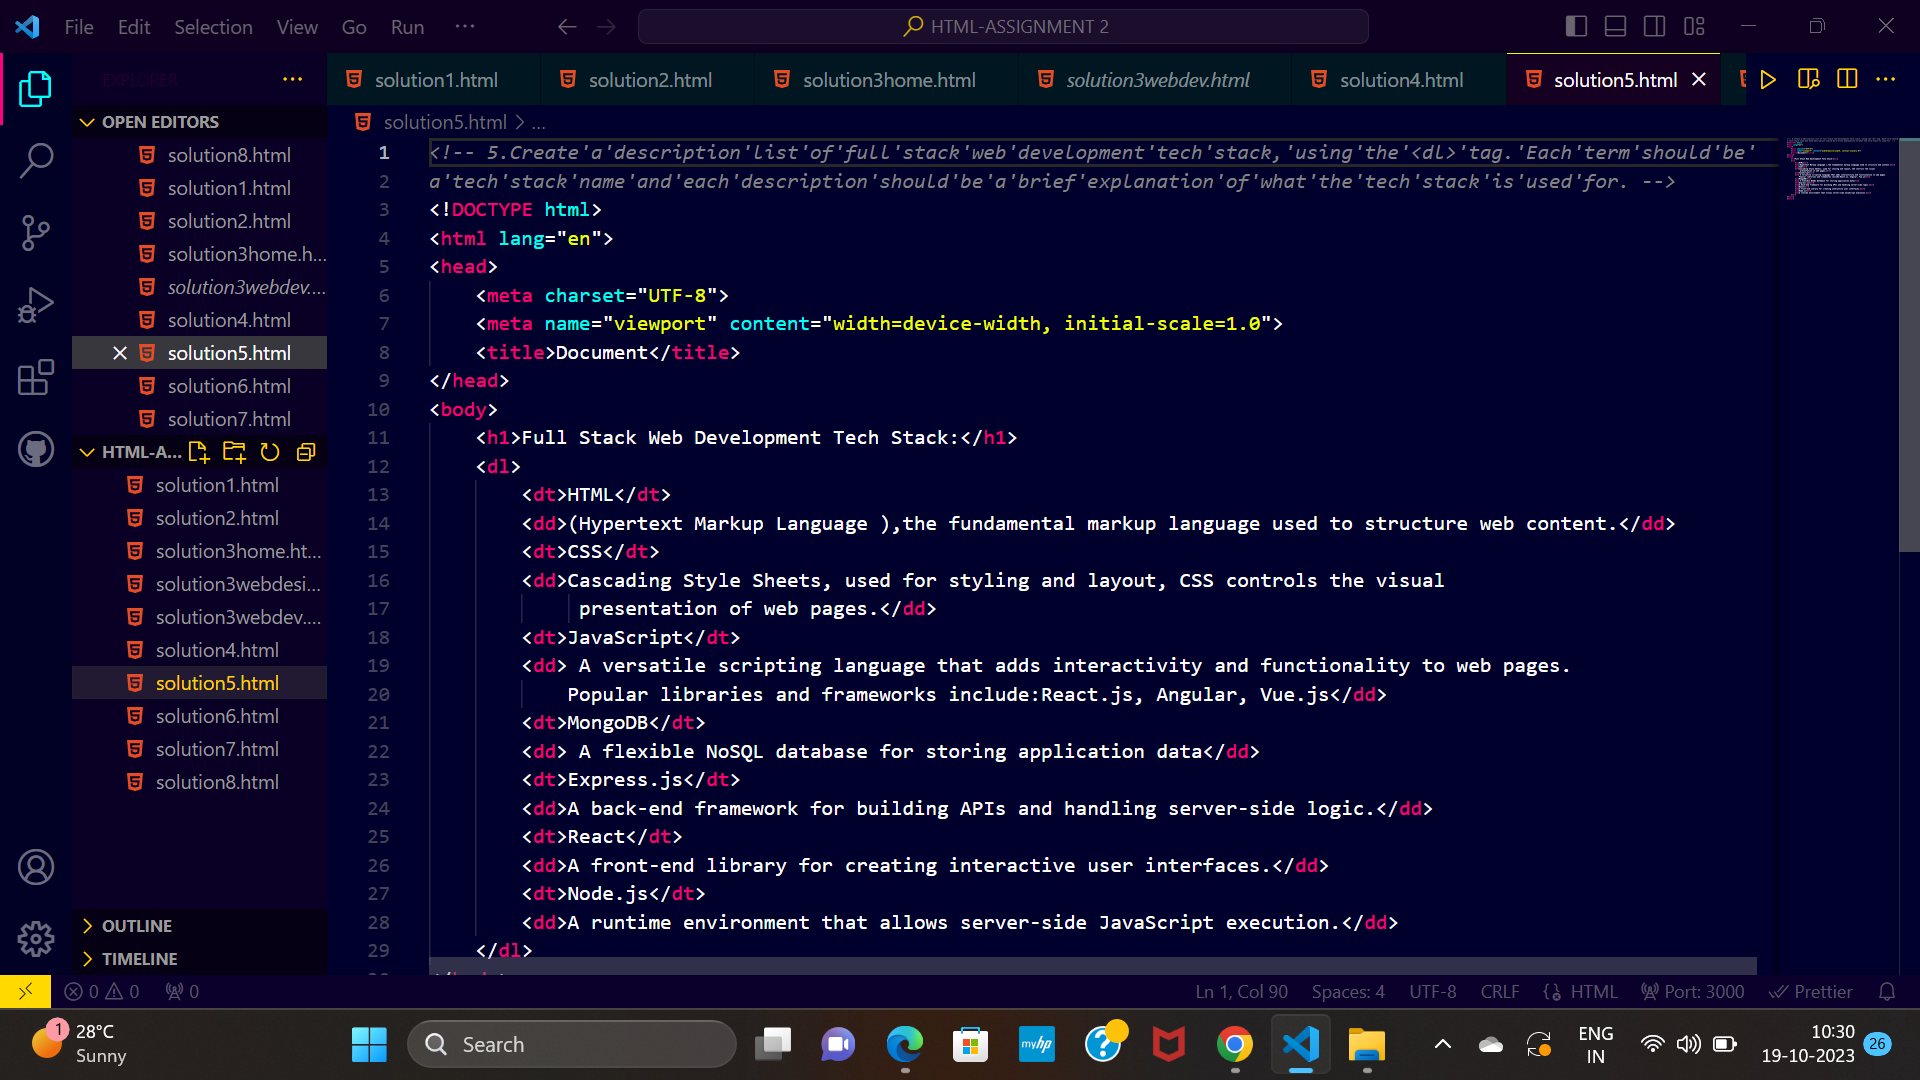 File Edit Selection View Go Run ... HTML-ASSIGNMENT 2
EXPLORER ...
OPEN EDITORS
solution8.html
solution1.html
solution2.html
solution3home.h...
solution3webdev....
solution4.html
solution5.html
solution6.html
solution7.html
HTML-A...
solution1.html
solution2.html
solution3home.ht...
solution3webdesi...
solution3webdev....
solution4.html
solution5.html
solution6.html
solution7.html
solution8.html
OUTLINE
TIMELINE
solution1.html solution2.html solution3home.html solution3webdev.html solution4.html solution5.html
solution5.html > ...
1 <!-- 5.Create'a'description'list'of'full'stack'web'development'tech'stack,'using'the'<dl>'tag.'Each'term'should'be'
2 a'tech'stack'name'and'each'description'should'be'a'brief'explanation'of'what'the'tech'stack'is'used'for. -->
3 <!DOCTYPE html>
4 <html lang="en">
5 <head>
6 <meta charset="UTF-8">
7 <meta name="viewport" content="width=device-width, initial-scale=1.0">
8 <title>Document</title>
9 </head>
10 <body>
11 <h1>Full Stack Web Development Tech Stack:</h1>
12 <dl>
13 <dt>HTML</dt>
14 <dd>(Hypertext Markup Language ),the fundamental markup language used to structure web content.</dd>
15 <dt>CSS</dt>
16 <dd>Cascading Style Sheets, used for styling and layout, CSS controls the visual
17 presentation of web pages.</dd>
18 <dt>JavaScript</dt>
19 <dd> A versatile scripting language that adds interactivity and functionality to web pages.
20 Popular libraries and frameworks include:React.js, Angular, Vue.js</dd>
21 <dt>MongoDB</dt>
22 <dd> A flexible NoSQL database for storing application data</dd>
23 <dt>Express.js</dt>
24 <dd>A back-end framework for building APIs and handling server-side logic.</dd>
25 <dt>React</dt>
26 <dd>A front-end library for creating interactive user interfaces.</dd>
27 <dt>Node.js</dt>
28 <dd>A runtime environment that allows server-side JavaScript execution.</dd>
29 </dl>
0 0 0 Ln 1, Col 90 Spaces: 4 UTF-8 CRLF HTML Port: 3000 Prettier
1 28°C
Sunny
Search
myhp
ENG
IN
10:30
19-10-2023 26